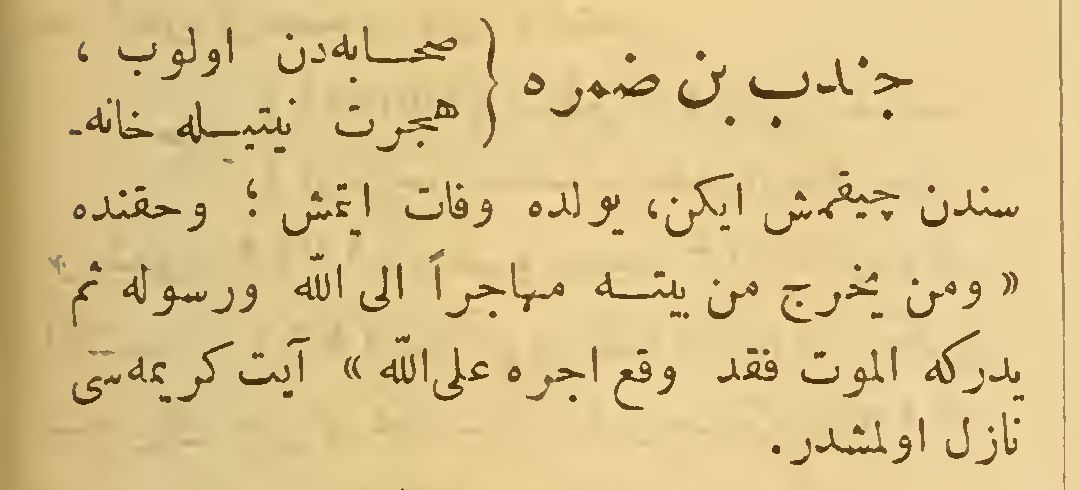 جندب بن ضمره { صحابه‌دن اولوب ،
هجرت نیتیله خانه‌-
سندن چیقمش ایکن، یولده وفات ایتمش ؛ وحقنده
« ومن یخرج من بیته مهاجراً الی الله ورسوله ثم
یدرکه الموت فقد وقع اجره علی الله » آیت کریمه‌سی
نازل اولمشدر .